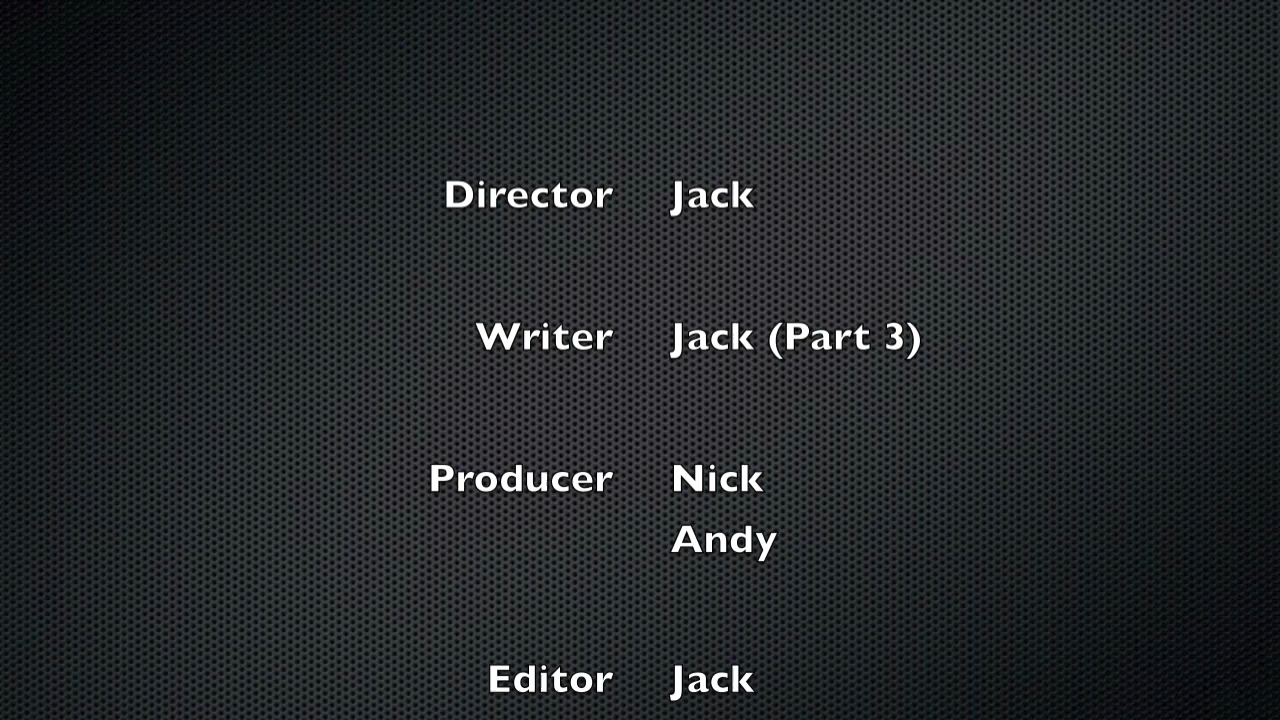 Director Jack
Writer Jack (Part 3)
Producer Nick
Andy
Editor Jack